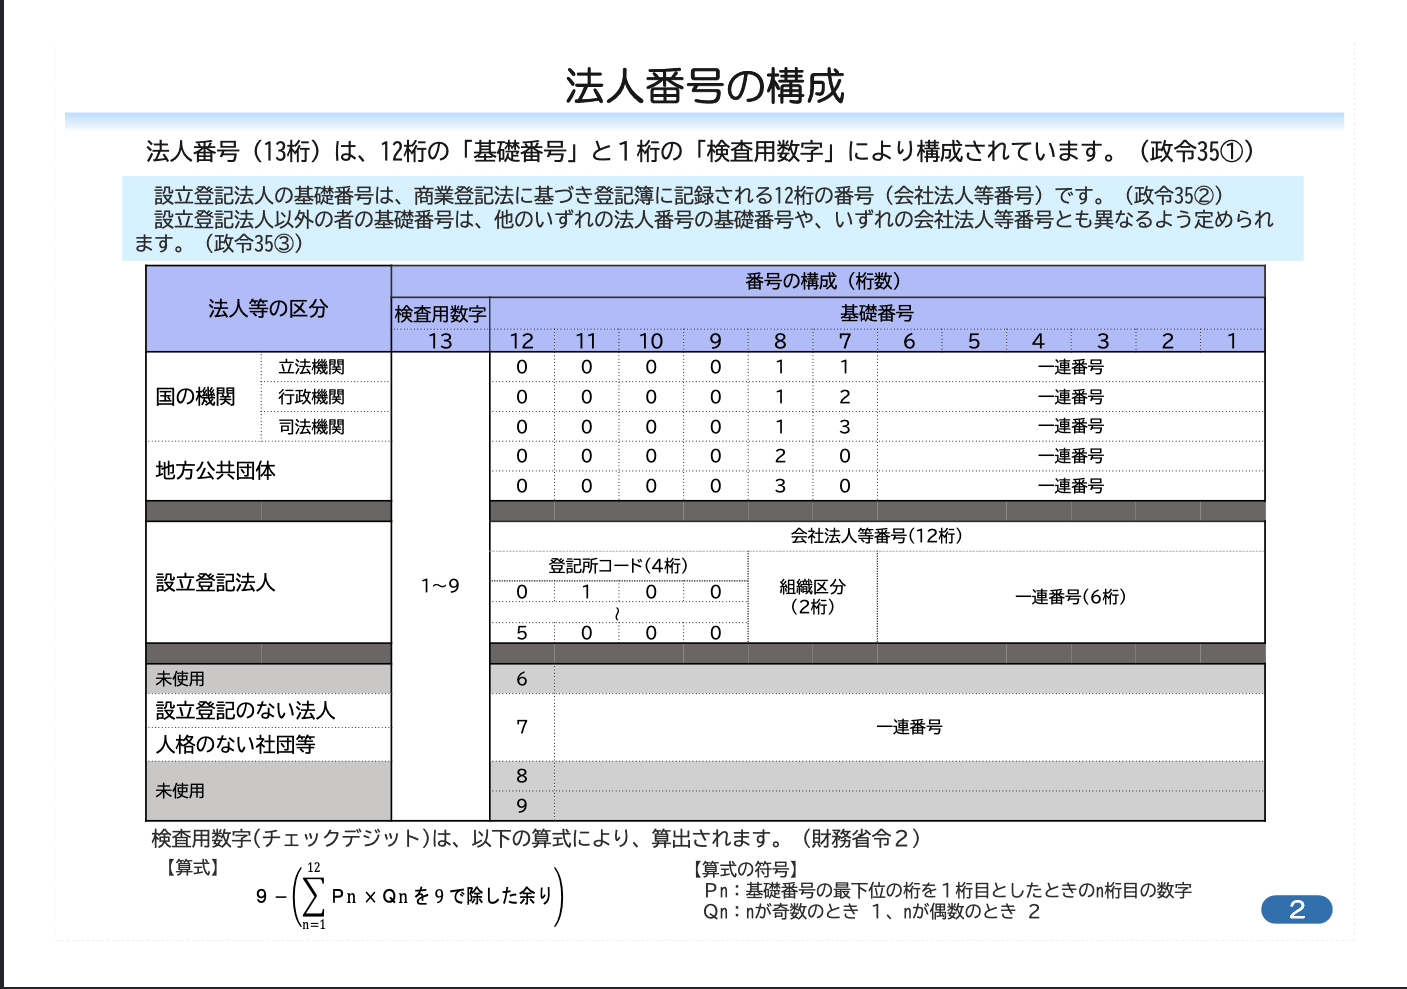 法人番号の構成
法人番号（13桁）は、12桁の「基礎番号」と１桁の「検査用数字」により構成されています。（政令35①）
設立登記法人の基礎番号は、商業登記法に基づき登記簿に記録される12桁の番号（会社法人等番号）です。（政令35②）
設立登記法人以外の者の基礎番号は、他のいずれの法人番号の基礎番号や、いずれの会社法人等番号とも異なるよう定められ
ます。（政令35③）
法人等の区分 番号の構成（桁数）
検査用数字 基礎番号
13 12 11 10 9 8 7 6 5 4 3 2 1
国の機関 立法機関 0 0 0 0 1 1 一連番号
行政機関 0 0 0 0 1 2 一連番号
司法機関 0 0 0 0 1 3 一連番号
地方公共団体 0 0 0 0 2 0 一連番号
0 0 0 0 3 0 一連番号
設立登記法人 1～9 会社法人等番号(12桁)
登記所コード(4桁) 組織区分
(2桁) 一連番号(6桁)
0 1 0 0
～
5 0 0 0
未使用 6
設立登記のない法人 7 一連番号
人格のない社団等
未使用 8
9
検査用数字(チェックデジット)は、以下の算式により、算出されます。（財務省令２）
【算式】
9 − ( 12 ∑ n=1 Pn × Qn を 9 で除した余り )
【算式の符号】
Ｐn：基礎番号の最下位の桁を１桁目としたときのn桁目の数字
Ｑn：nが奇数のとき １、nが偶数のとき ２
2